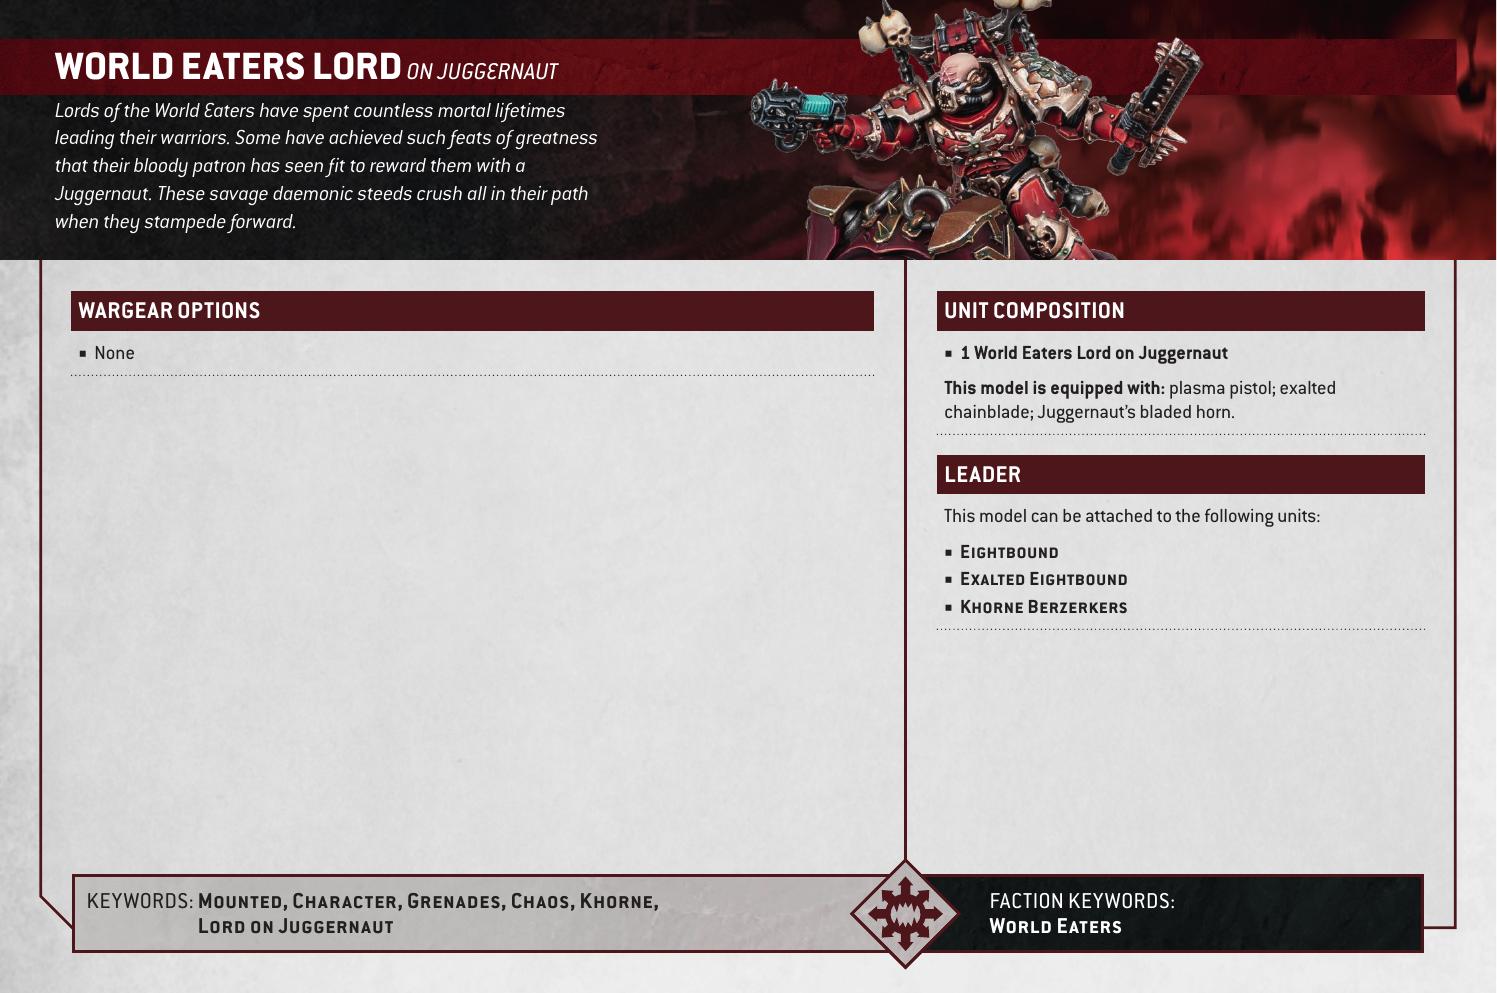 WORLD EATERS LORD ON JUGGERNAUT
Lords of the World Eaters have spent countless mortal lifetimes
leading their warriors. Some have achieved such feats of greatness
that their bloody patron has seen fit to reward them with a
Juggernaut. These savage daemonic steeds crush all in their path
when they stampede forward.
WARGEAR OPTIONS
▪ None
UNIT COMPOSITION
▪ 1 World Eaters Lord on Juggernaut
This model is equipped with: plasma pistol; exalted
chainblade; Juggernaut’s bladed horn.
LEADER
This model can be attached to the following units:
▪ Eightbound
▪ Exalted Eightbound
▪ Khorne Berzerkers
KEYWORDS: Mounted, Character, Grenades, Chaos, Khorne,
Lord on Juggernaut
FACTION KEYWORDS:
World Eaters